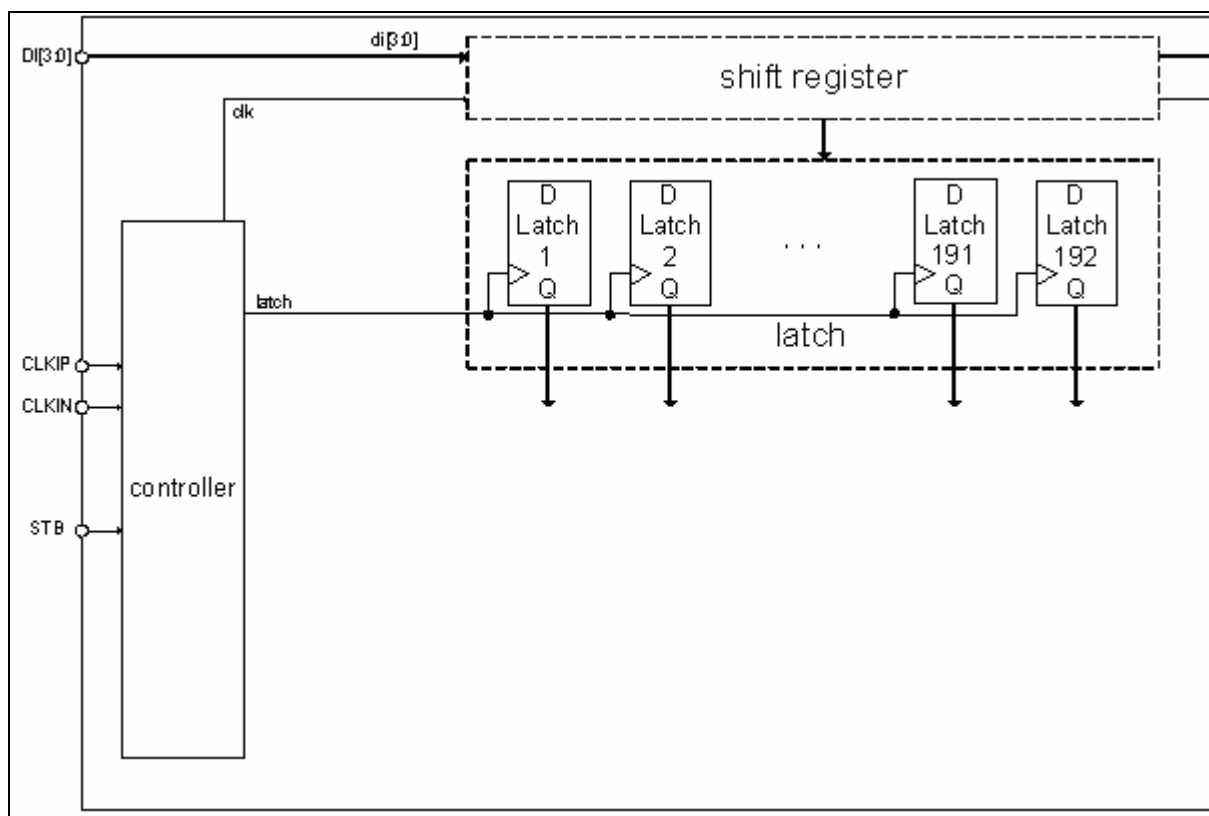 DI[3:0]
di[3:0]
shift register
clk
D
Latch
1
Q
D
Latch
2
Q
. . .
D
Latch
191
Q
D
Latch
192
Q
latch
latch
CLKIP
CLKIN
controller
STB